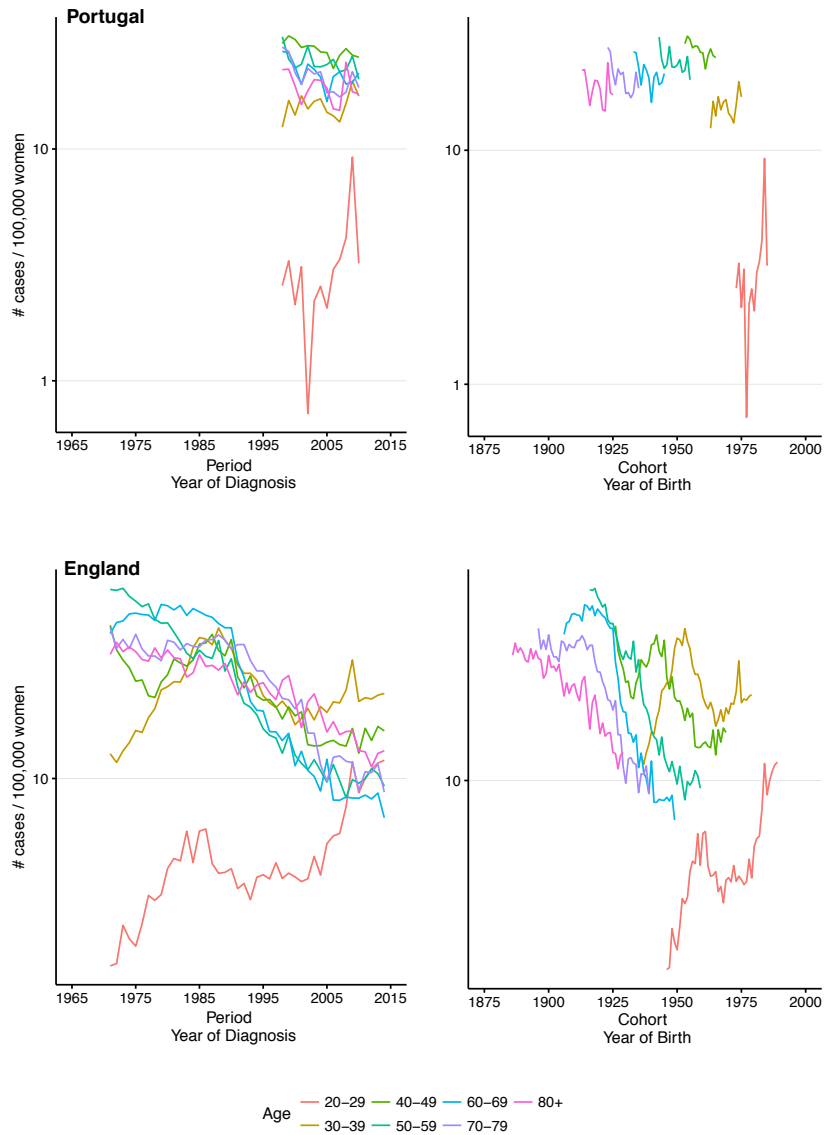 Portugal
# cases / 100,000 women
10
1
1965 1975 1985 1995 2005 2015
Period
Year of Diagnosis
10
1
1875 1900 1925 1950 1975 2000
Cohort
Year of Birth
England
# cases / 100,000 women
10
1965 1975 1985 1995 2005 2015
Period
Year of Diagnosis
10
1875 1900 1925 1950 1975 2000
Cohort
Year of Birth
Age
20−29 40−49 60−69 80+
30−39 50−59 70−79